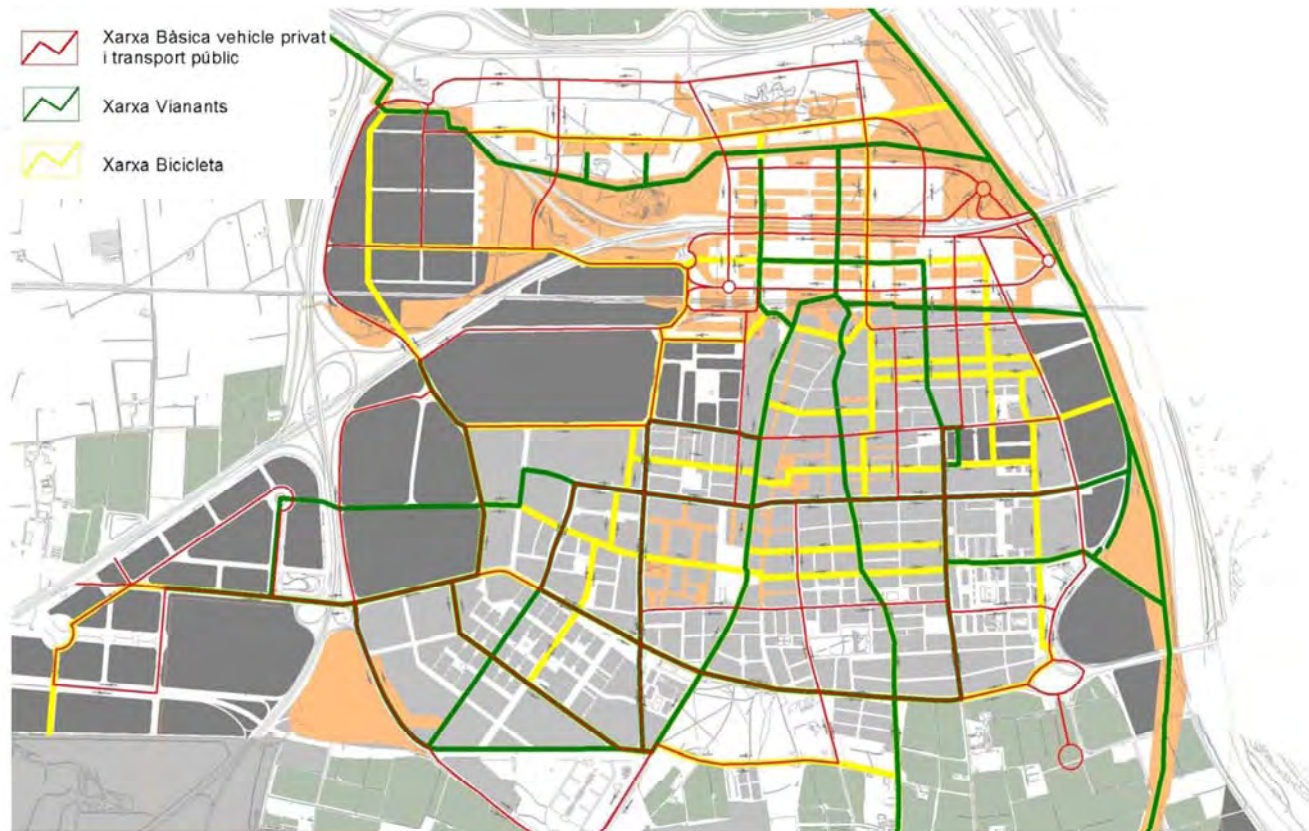 Xarxa Bàsica vehicle privat
i transport públic
Xarxa Vianants
Xarxa Bicicleta